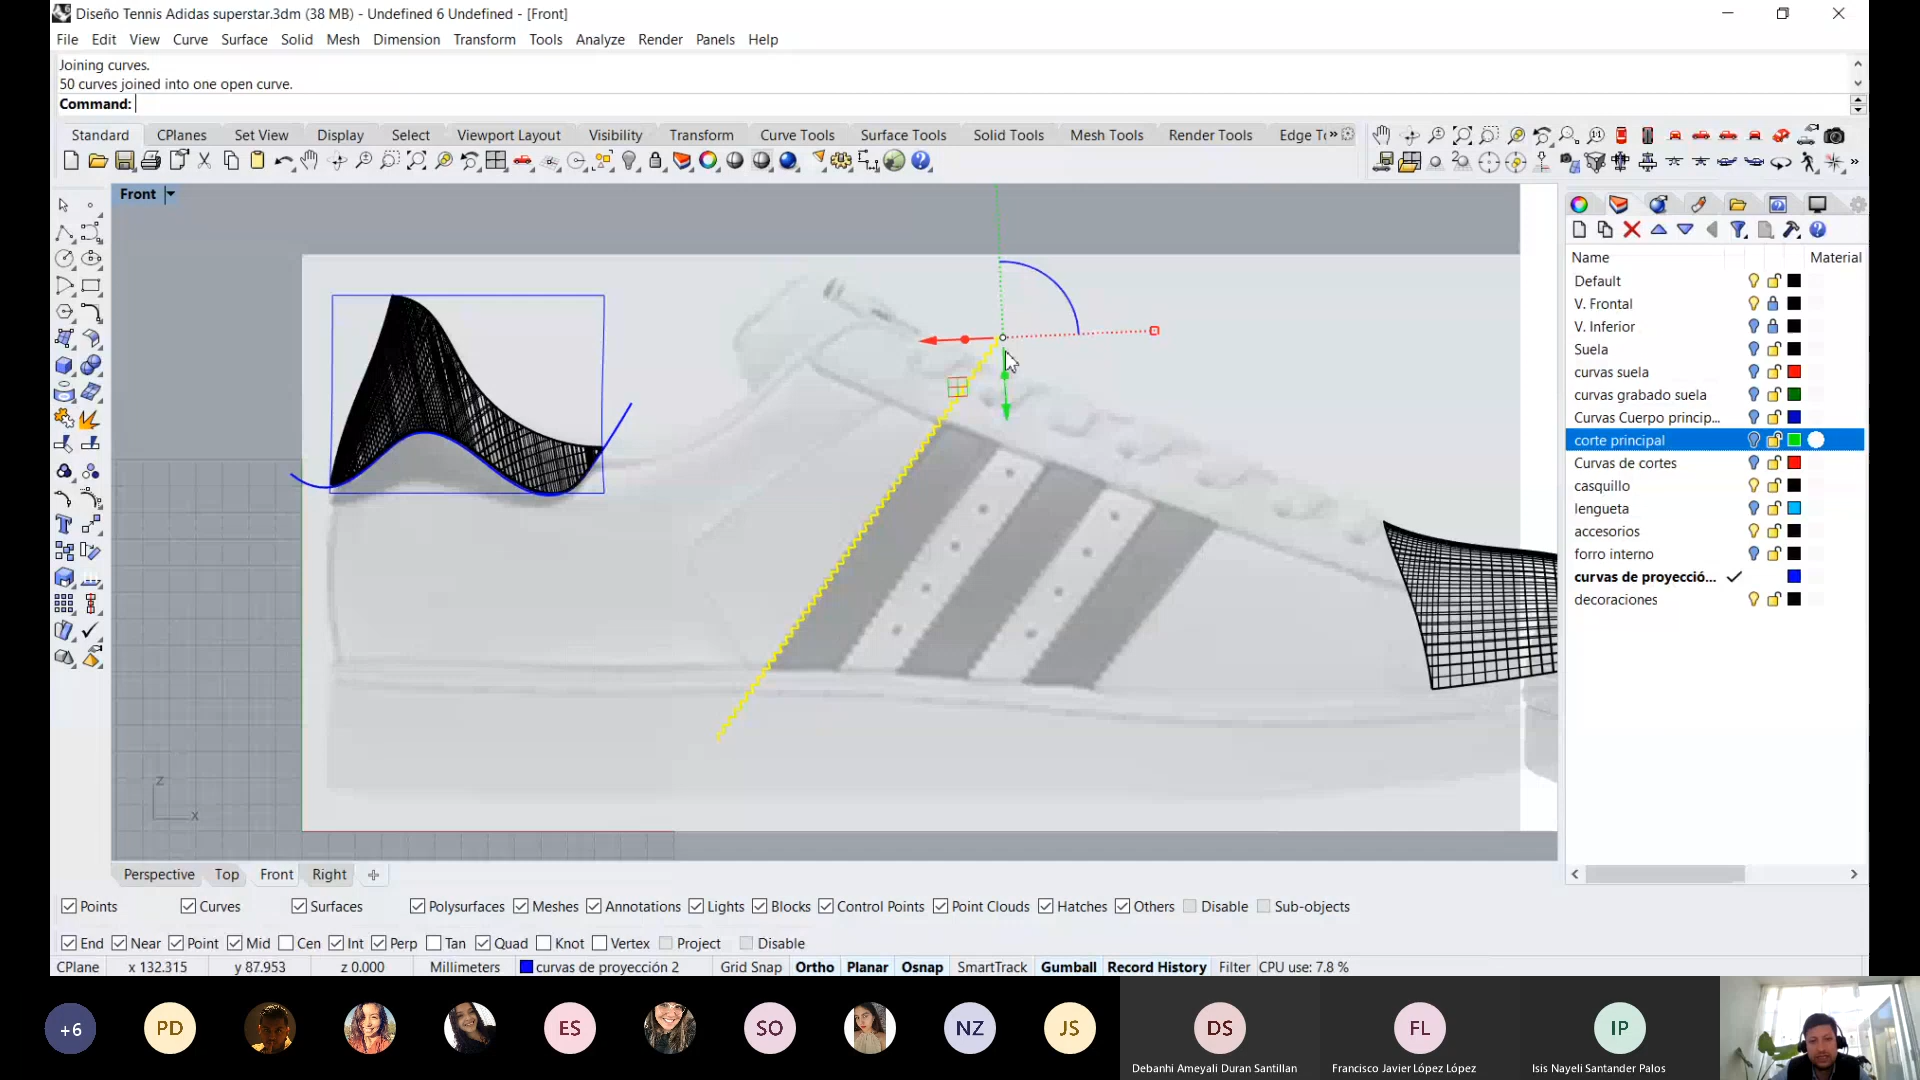 Diseño Tennis Adidas superstar.3dm (38 MB) - Undefined 6 Undefined - [Front]
File Edit View Curve Surface Solid Mesh Dimension Transform Tools Analyze Render Panels Help
Joining curves.
50 curves joined into one open curve.
Command:
Standard CPlanes Set View Display Select Viewport Layout Visibility Transform Curve Tools Surface Tools Solid Tools Mesh Tools Render Tools Edge To
Front
Name Material
Default
V. Frontal
V. Inferior
Suela
curvas suela
curvas grabado suela
Curvas Cuerpo princip...
corte principal
Curvas de cortes
casquillo
lengueta
accesorios
forro interno
curvas de proyecció...
decoraciones
z
x
Perspective Top Front Right
Points Curves Surfaces Polysurfaces Meshes Annotations Lights Blocks Control Points Point Clouds Hatches Others Disable Sub-objects
End Near Point Mid Cen Int Perp Tan Quad Knot Vertex Project Disable
CPlane x 132.315 y 87.953 z 0.000 Millimeters curvas de proyección 2 Grid Snap Ortho Planar Osnap SmartTrack Gumball Record History Filter CPU use: 7.8 %
+6 PD ES SO NZ JS DS FL IP
Debanhi Ameyali Duran Santillan Francisco Javier López López Isis Nayeli Santander Palos